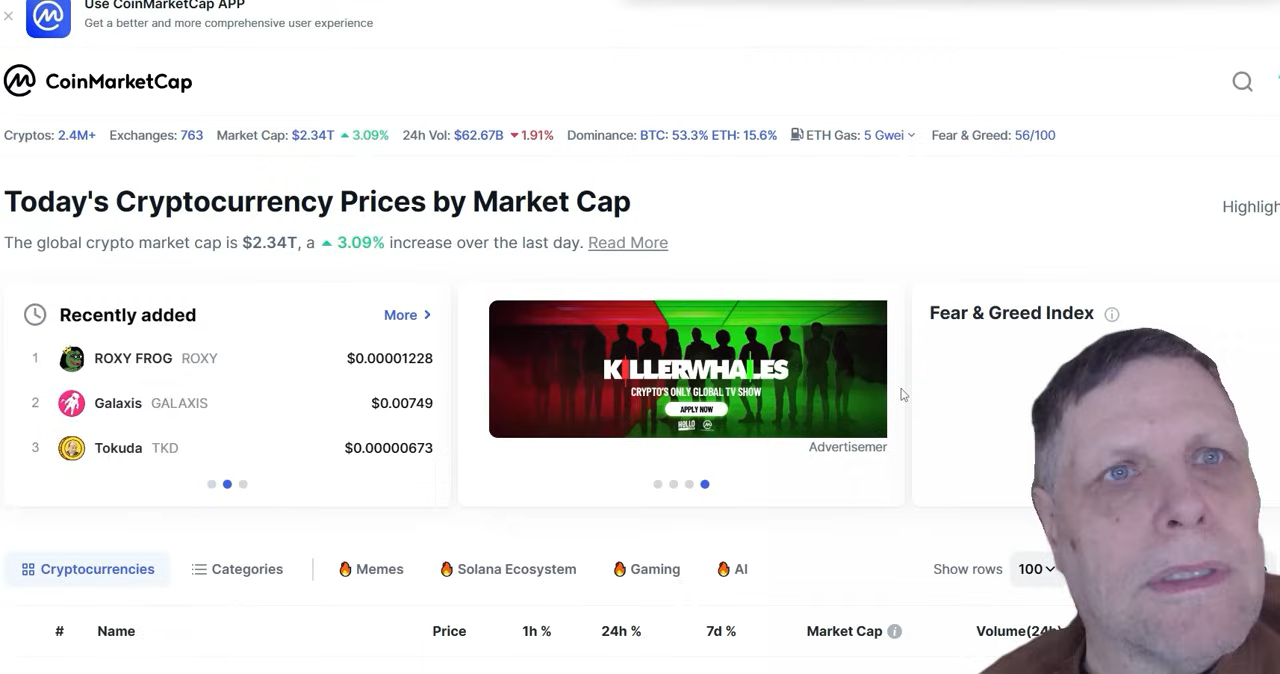 Use CoinMarketCap APP
Get a better and more comprehensive user experience
CoinMarketCap
Cryptos: 2.4M+ Exchanges: 763 Market Cap: $2.34T 3.09% 24h Vol: $62.67B 1.91% Dominance: BTC: 53.3% ETH: 15.6% ETH Gas: 5 Gwei Fear & Greed: 56/100
Today's Cryptocurrency Prices by Market Cap
Highligh
The global crypto market cap is $2.34T, a 3.09% increase over the last day. Read More
Recently added More
1 ROXY FROG ROXY $0.00001228
2 Galaxis GALAXIS $0.00749
3 Tokuda TKD $0.00000673
KILLERWHALES
CRYPTO'S ONLY GLOBAL TV SHOW
APPLY NOW
HELLO
Advertisemer
Fear & Greed Index
Cryptocurrencies Categories Memes Solana Ecosystem Gaming AI Show rows 100
# Name Price 1h % 24h % 7d % Market Cap Volume(24h)